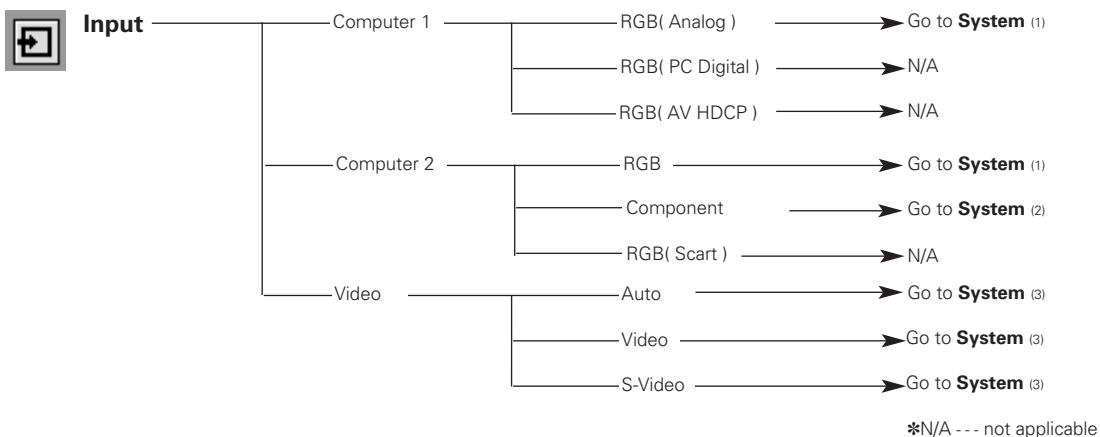 Input Computer 1 RGB( Analog ) Go to System (1)
RGB( PC Digital ) N/A
RGB( AV HDCP ) N/A
Computer 2 RGB Go to System (1)
Component Go to System (2)
RGB( Scart ) N/A
Video Auto Go to System (3)
Video Go to System (3)
S-Video Go to System (3)
✽N/A - - - not applicable